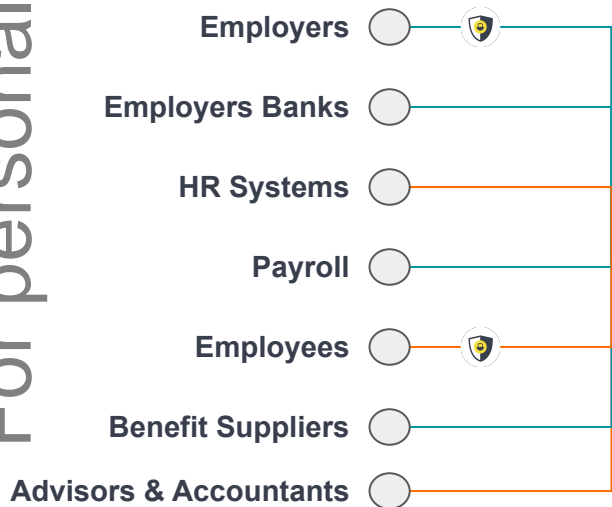 For personal
Employers
Employers Banks
HR Systems
Payroll
Employees
Benefit Suppliers
Advisors & Accountants